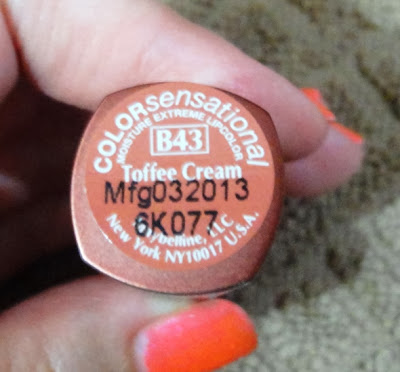 COLORsensational
MOISTURE EXTREME LIPCOLOR
B43
Toffee Cream
Mfg032013
6K077
Maybelline, LLC
New York NY10017 U.S.A.